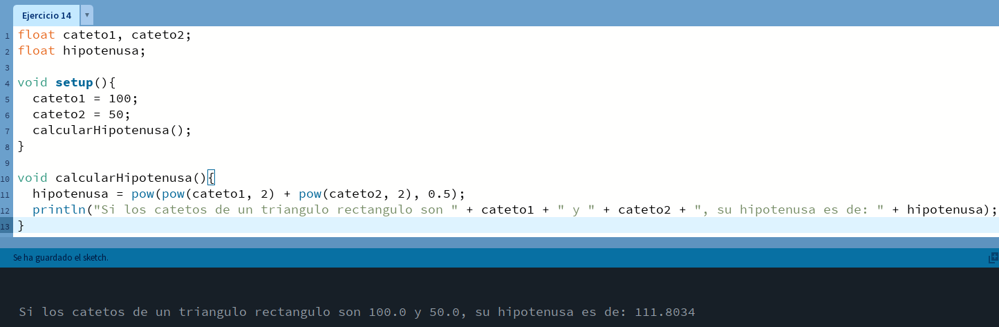 Ejercicio 14 ▼
1 float cateto1, cateto2;
2 float hipotenusa;
3
4 void setup(){
5   cateto1 = 100;
6   cateto2 = 50;
7   calcularHipotenusa();
8 }
9
10 void calcularHipotenusa(){
11   hipotenusa = pow(pow(cateto1, 2) + pow(cateto2, 2), 0.5);
12   println("Si los catetos de un triangulo rectangulo son " + cateto1 + " y " + cateto2 + ", su hipotenusa es de: " + hipotenusa);
13 }
Se ha guardado el sketch.
Si los catetos de un triangulo rectangulo son 100.0 y 50.0, su hipotenusa es de: 111.8034